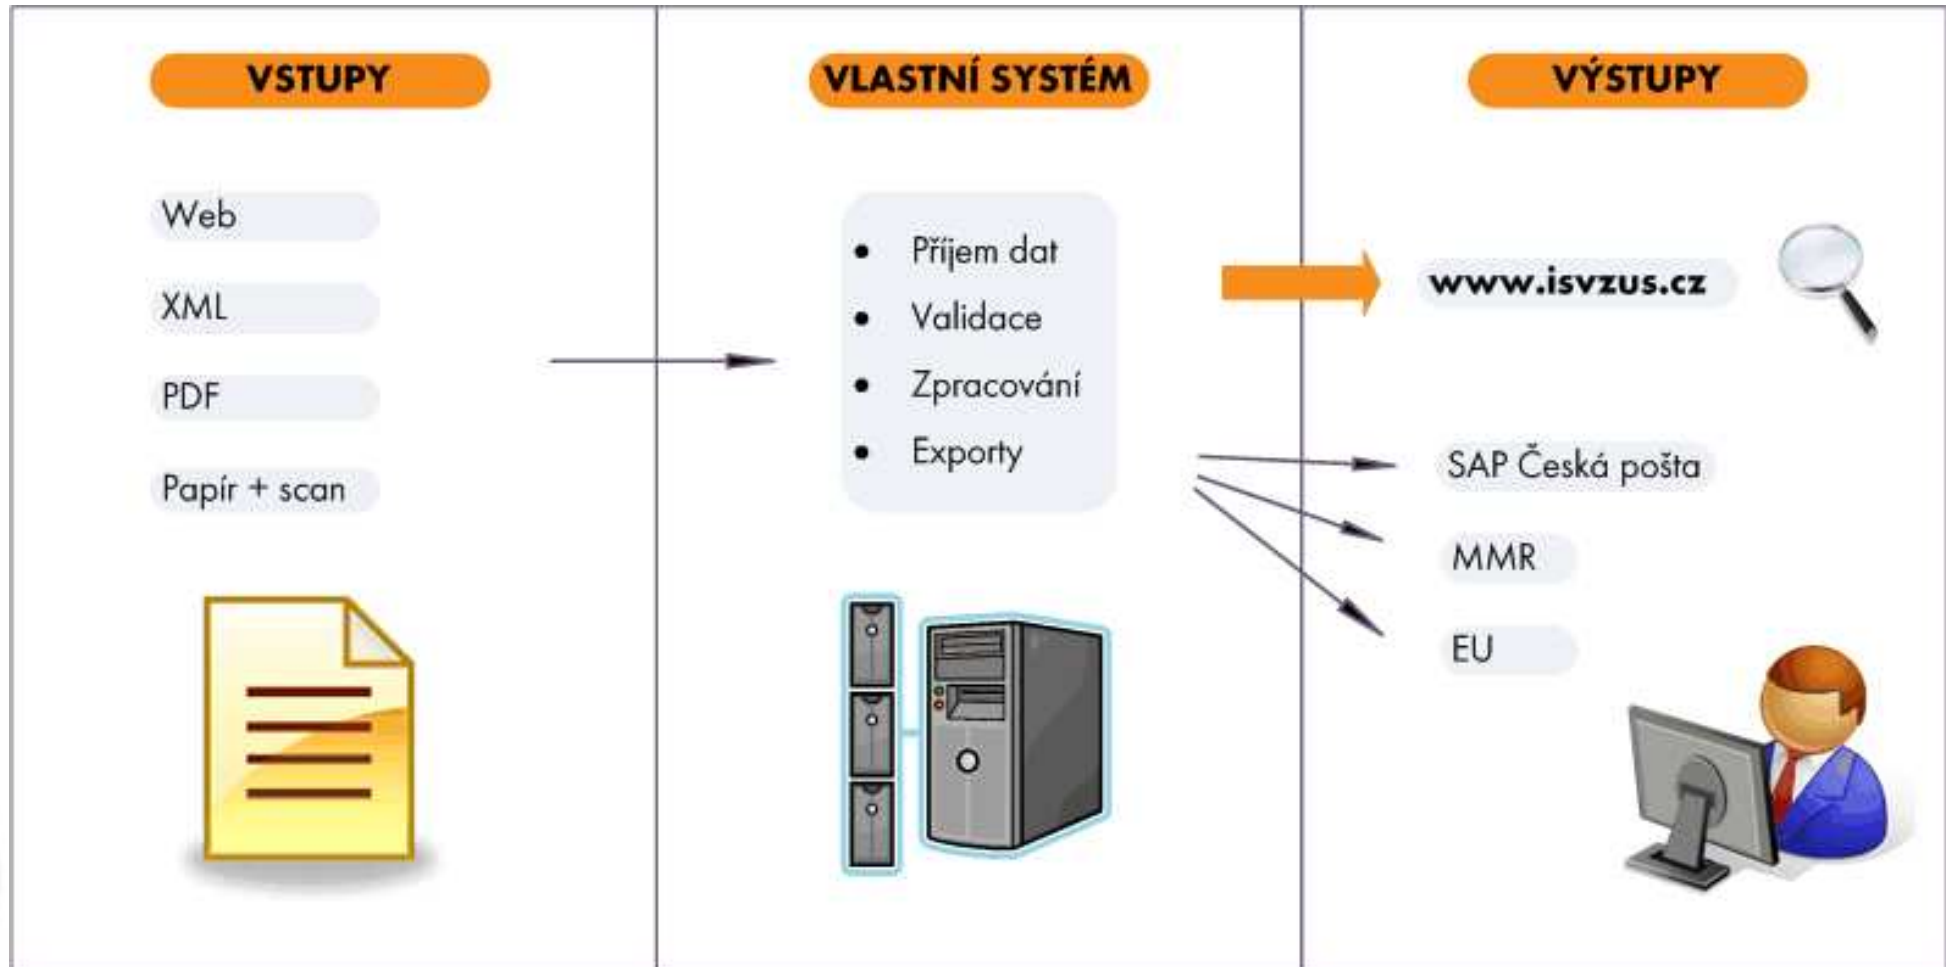 VSTUPY
Web
XML
PDF
Papír + scan
VLASTNÍ SYSTÉM
• Příjem dat
• Validace
• Zpracování
• Exporty
VÝSTUPY
www.isvzus.cz
SAP Česká pošta
MMR
EU